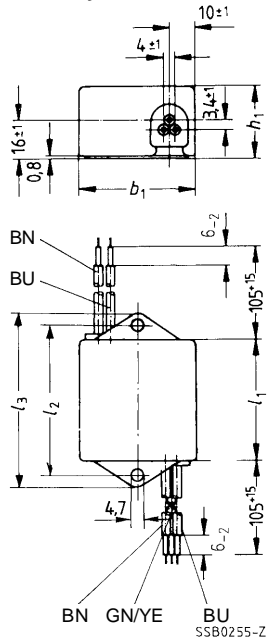 10±1
4±1
3,4±1
h1
16±1
0,8
b1
BN
BU
6-2
105+15
l3
l2
l1
4,7
6-2
105+15
BN GN/YE BU
SSB0255-Z